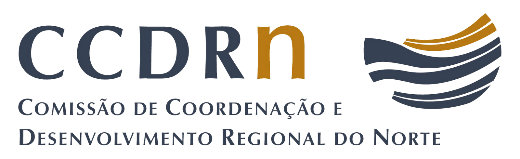 CCDRn
COMISSÃO DE COORDENAÇÃO E
DESENVOLVIMENTO REGIONAL DO NORTE